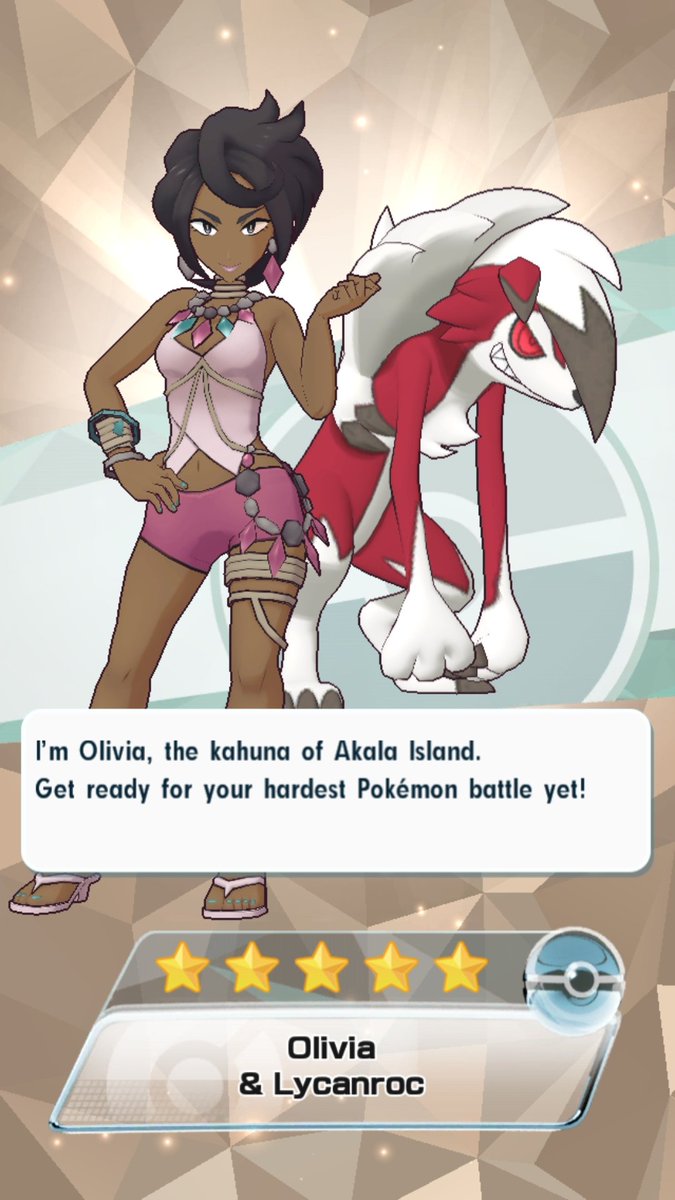 I'm Olivia, the kahuna of Akala Island.
Get ready for your hardest Pokémon battle yet!
Olivia
& Lycanroc